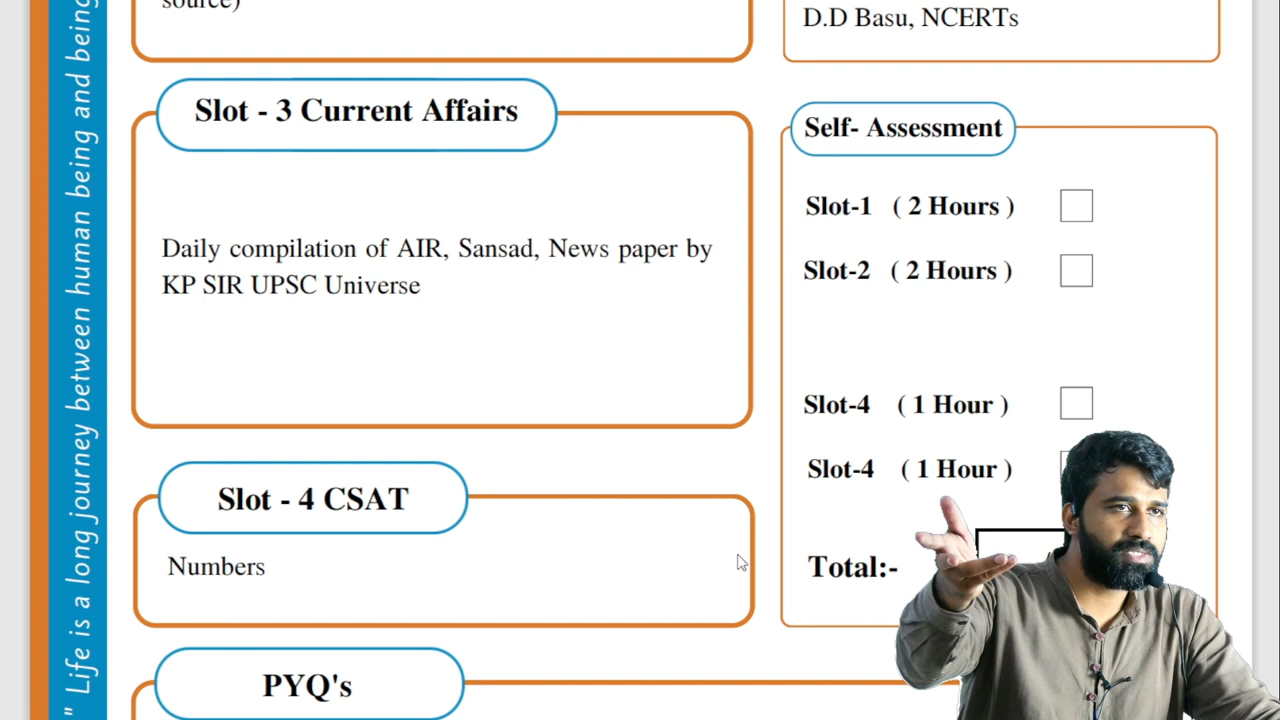 source)
D.D Basu, NCERTs
Slot - 3 Current Affairs
Daily compilation of AIR, Sansad, News paper by
KP SIR UPSC Universe
Self- Assessment
Slot-1 ( 2 Hours )
Slot-2 ( 2 Hours )
Slot-4 ( 1 Hour )
Slot-4 ( 1 Hour )
Total:-
Slot - 4 CSAT
Numbers
PYQ's
" Life is a long journey between human being and being